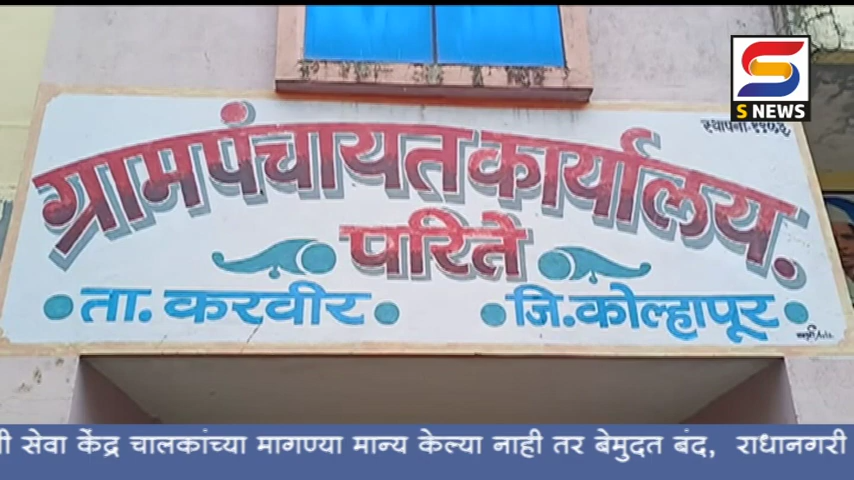 S NEWS
ग्रामपंचायत कार्यालय.
परिते
ता. करवीर
जि. कोल्हापूर
सेवा केंद्र चालकांच्या मागण्या मान्य केल्या नाही तर बेमुदत बंद, राधानगरी